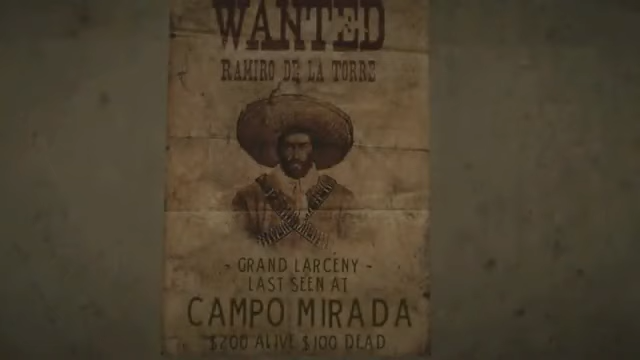 WANTED
RAMIRO DE LA TORRE
- GRAND LARCENY -
LAST SEEN AT
CAMPO MIRADA
$200 ALIVE $100 DEAD